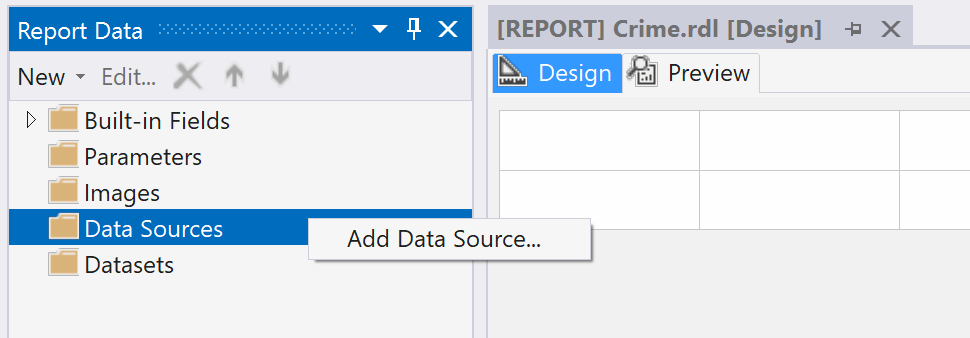 Report Data
New Edit...
Built-in Fields
Parameters
Images
Data Sources
Datasets
Add Data Source...
[REPORT] Crime.rdl [Design]
Design Preview